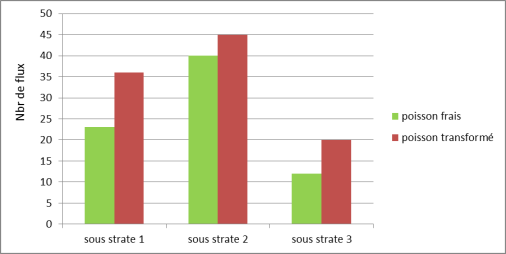 50
45
40
35
30
25
20
15
10
5
0
Nbr de flux
sous strate 1
sous strate 2
sous strate 3
poisson frais
poisson transformé